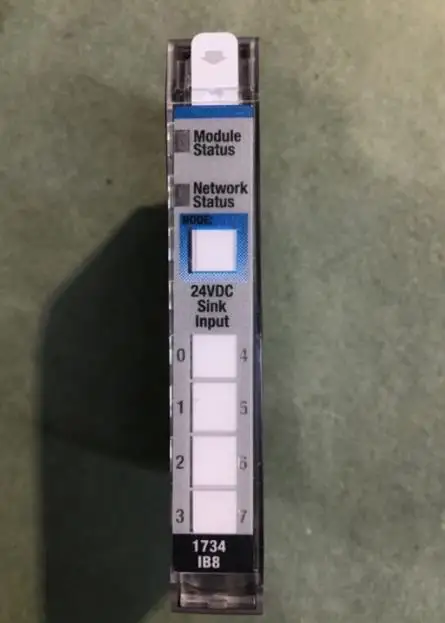 Module
Status
Network
Status
NODE:
24VDC
Sink
Input
0 4
1 5
2 6
3 7
1734
IB8